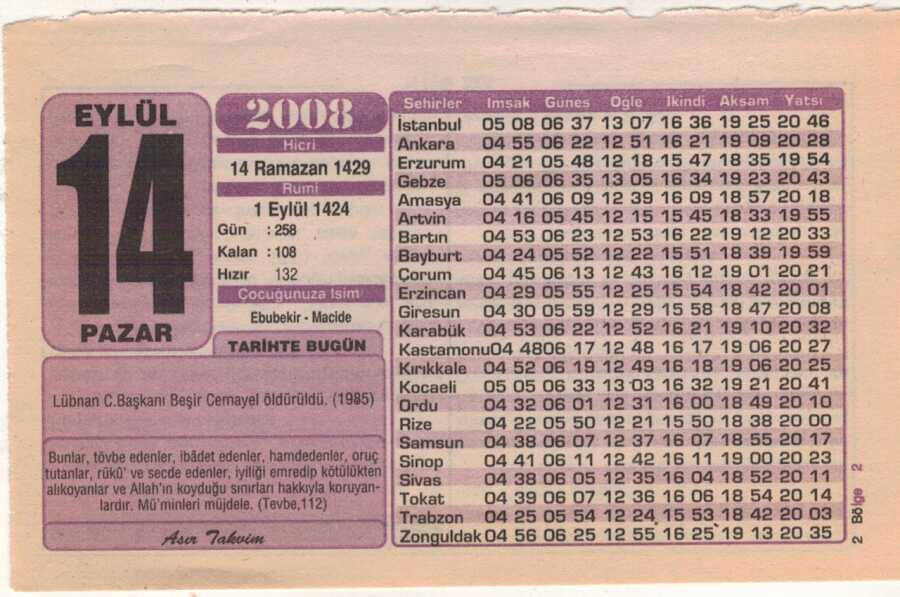 EYLÜL
14
PAZAR
2008
Hicri
14 Ramazan 1429
Rumi
1 Eylül 1424
Gün : 258
Kalan : 108
Hızır 132
Çocuğunuza İsim
Ebubekir - Macide
TARİHTE BUGÜN
Lübnan C.Başkanı Beşir Cemayel öldürüldü. (1985)
Bunlar, tövbe edenler, ibâdet edenler, hamdedenler, oruç
tutanlar, rükû' ve secde edenler, iyiliği emredip kötülükten
alıkoyanlar ve Allah'ın koyduğu sınırları hakkıyla koruyan-
lardır. Mü'minleri müjdele. (Tevbe,112)
Asır Takvim
Şehirler İmsak Güneş Öğle İkindi Akşam Yatsı
İstanbul 05 08 06 37 13 07 16 36 19 25 20 46
Ankara 04 55 06 22 12 51 16 21 19 09 20 28
Erzurum 04 21 05 48 12 18 15 47 18 35 19 54
Gebze 05 06 06 35 13 05 16 34 19 23 20 43
Amasya 04 41 06 09 12 39 16 09 18 57 20 18
Artvin 04 16 05 45 12 15 15 45 18 33 19 55
Bartın 04 53 06 23 12 53 16 22 19 12 20 33
Bayburt 04 24 05 52 12 22 15 51 18 39 19 59
Çorum 04 45 06 13 12 43 16 12 19 01 20 21
Erzincan 04 29 05 55 12 25 15 54 18 42 20 01
Giresun 04 30 05 59 12 29 15 58 18 47 20 08
Karabük 04 53 06 22 12 52 16 21 19 10 20 32
Kastamonu04 4806 17 12 48 16 17 19 06 20 27
Kırıkkale 04 52 06 19 12 49 16 18 19 06 20 25
Kocaeli 05 05 06 33 13 03 16 32 19 21 20 41
Ordu 04 32 06 01 12 31 16 00 18 49 20 10
Rize 04 22 05 50 12 21 15 50 18 38 20 00
Samsun 04 38 06 07 12 37 16 07 18 55 20 17
Sinop 04 41 06 11 12 42 16 11 19 00 20 23
Sivas 04 38 06 05 12 35 16 04 18 52 20 11
Tokat 04 39 06 07 12 36 16 06 18 54 20 14
Trabzon 04 25 05 54 12 24 15 53 18 42 20 03
Zonguldak 04 56 06 25 12 55 16 25 19 13 20 35
2 Bölge 2